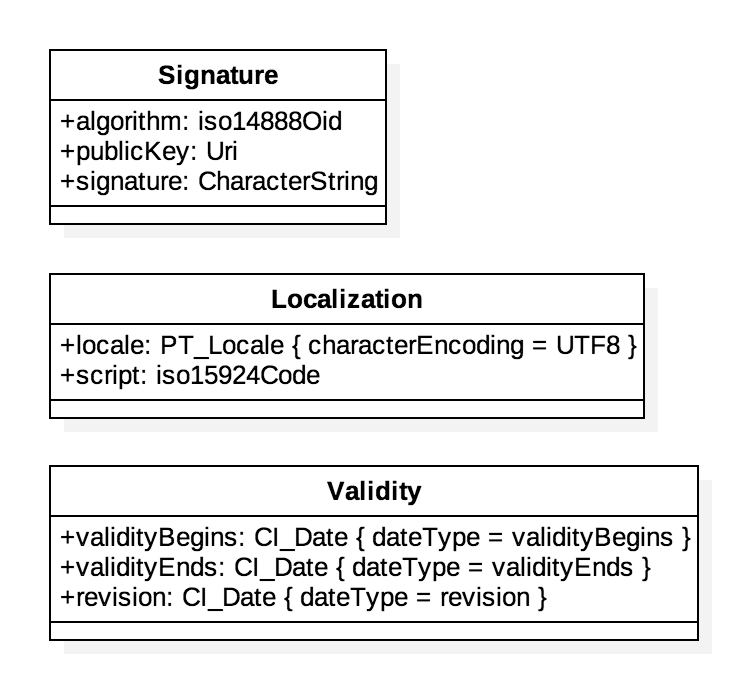 Signature
+algorithm: iso14888Oid
+publicKey: Uri
+signature: CharacterString
Localization
+locale: PT_Locale { characterEncoding = UTF8 }
+script: iso15924Code
Validity
+validityBegins: CI_Date { dateType = validityBegins }
+validityEnds: CI_Date { dateType = validityEnds }
+revision: CI_Date { dateType = revision }